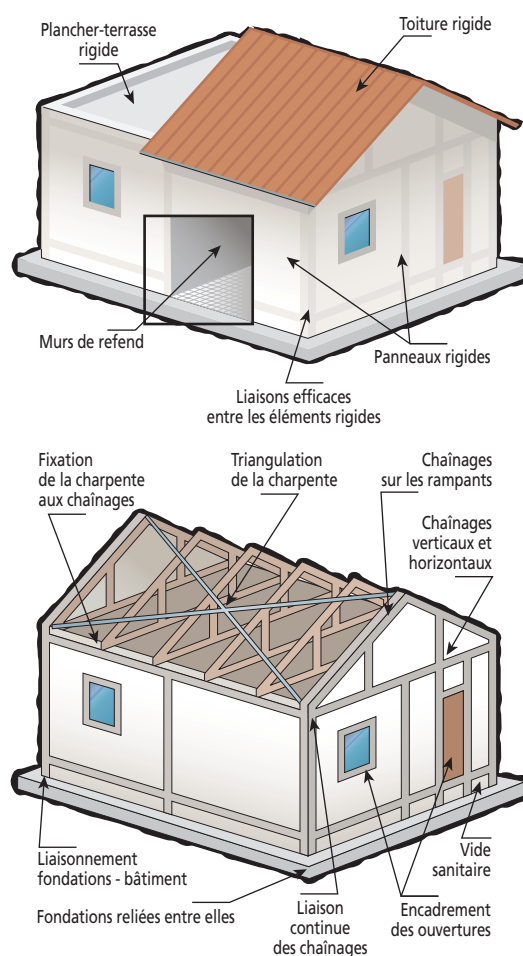 Plancher-terrasse
rigide
Toiture rigide
Murs de refend
Panneaux rigides
Liaisons efficaces
entre les éléments rigides
Fixation
de la charpente
aux chaînages
Triangulation
de la charpente
Chaînages
sur les rampants
Chaînages
verticaux et
horizontaux
Liaisonnement
fondations - bâtiment
Fondations reliées entre elles
Liaison
continue
des chaînages
Encadrement
des ouvertures
Vide
sanitaire